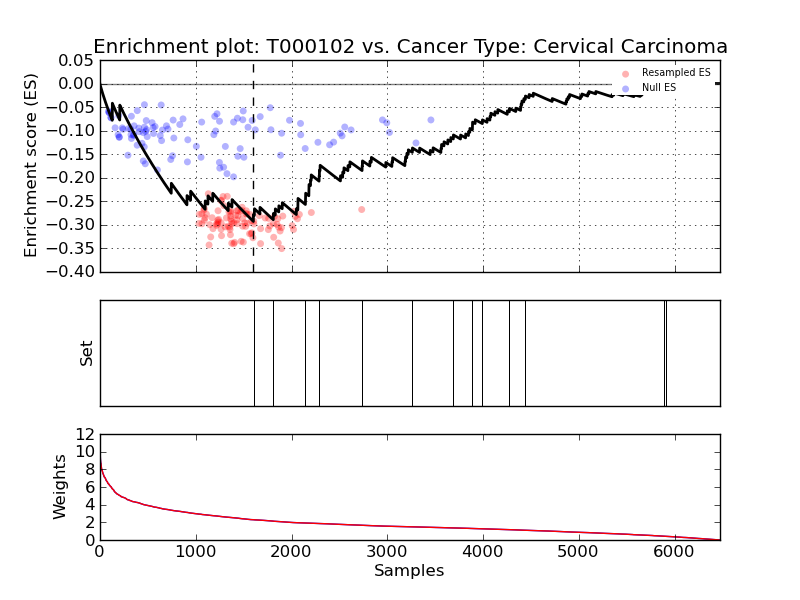 Enrichment plot: T000102 vs. Cancer Type: Cervical Carcinoma
Enrichment score (ES)
0.05
0.00
−0.05
−0.10
−0.15
−0.20
−0.25
−0.30
−0.35
−0.40
Resampled ES
Null ES
Set
Weights
12
10
8
6
4
2
0
0 1000 2000 3000 4000 5000 6000
Samples